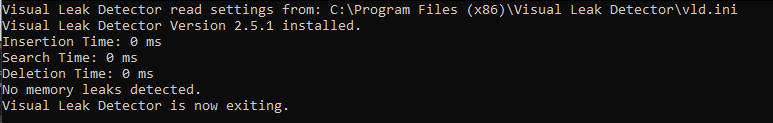 Visual Leak Detector read settings from: C:\Program Files (x86)\Visual Leak Detector\vld.ini
Visual Leak Detector Version 2.5.1 installed.
Insertion Time: 0 ms
Search Time: 0 ms
Deletion Time: 0 ms
No memory leaks detected.
Visual Leak Detector is now exiting.